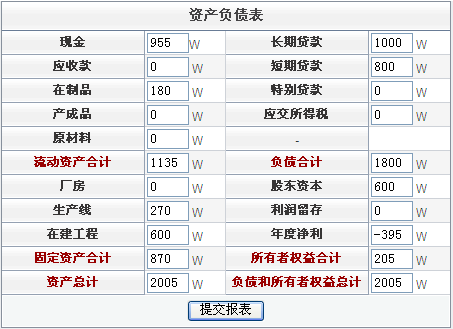 资产负债表
现金 955 W 长期贷款 1000 W
应收款 0 W 短期贷款 800 W
在制品 180 W 特别贷款 0 W
产成品 0 W 应交所得税 0 W
原材料 0 W -
流动资产合计 1135 W 负债合计 1800 W
厂房 0 W 股东资本 600 W
生产线 270 W 利润留存 0 W
在建工程 600 W 年度净利 -395 W
固定资产合计 870 W 所有者权益合计 205 W
资产总计 2005 W 负债和所有者权益总计 2005 W
提交报表